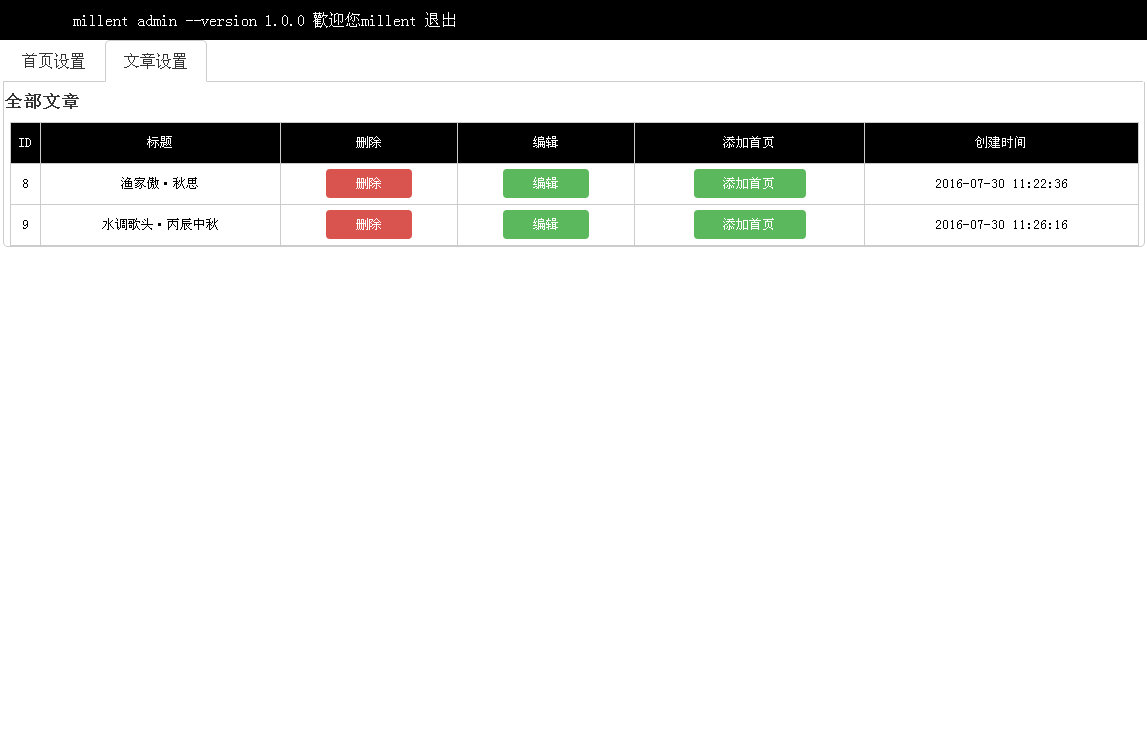 millent admin --version 1.0.0 歡迎您millent 退出
首页设置 文章设置
全部文章
ID 标题 删除 编辑 添加首页 创建时间
8 渔家傲·秋思 删除 编辑 添加首页 2016-07-30 11:22:36
9 水调歌头·丙辰中秋 删除 编辑 添加首页 2016-07-30 11:26:16